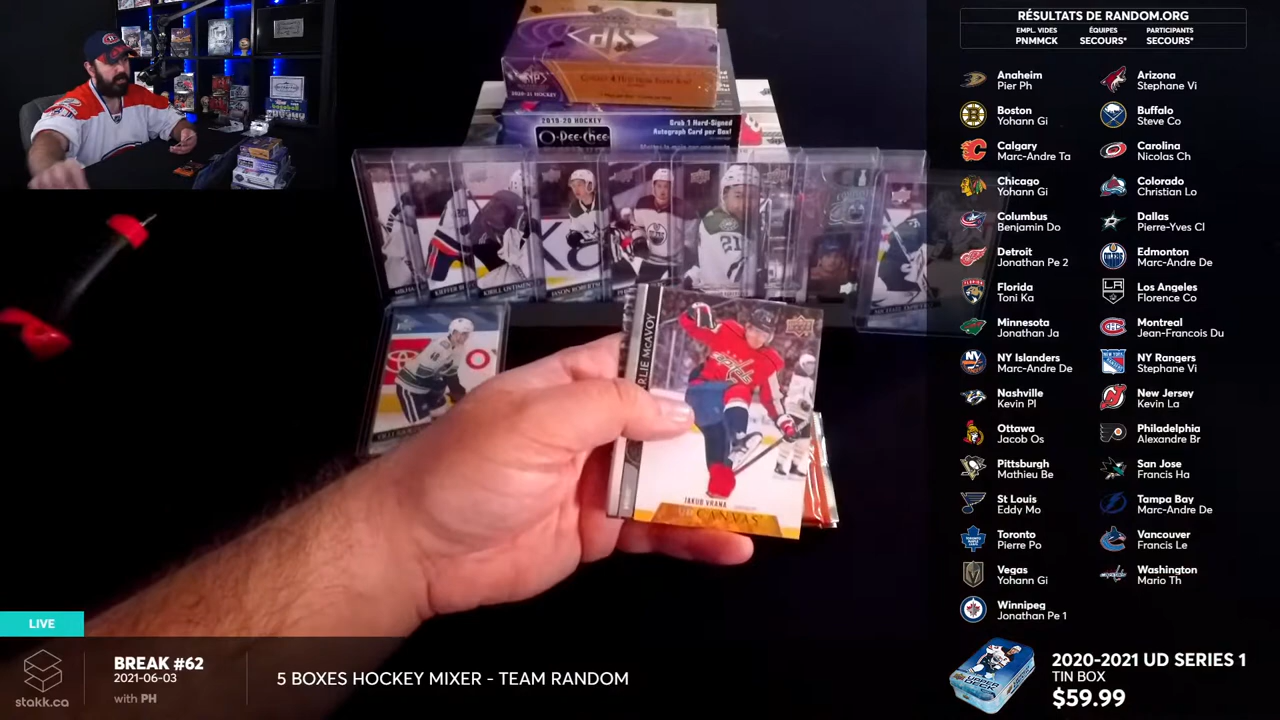 RÉSULTATS DE RANDOM.ORG
EMPL. VIDES
PNMMCK
ÉQUIPES
SECOURS*
PARTICIPANTS
SECOURS*
Anaheim
Pier Ph
Arizona
Stephane Vi
Boston
Yohann Gi
Buffalo
Steve Co
Calgary
Marc-Andre Ta
Carolina
Nicolas Ch
Chicago
Yohann Gi
Colorado
Christian Lo
Columbus
Benjamin Do
Dallas
Pierre-Yves Cl
Detroit
Jonathan Pe 2
Edmonton
Marc-Andre De
Florida
Toni Ka
Los Angeles
Florence Co
Minnesota
Jonathan Ja
Montreal
Jean-Francois Du
NY Islanders
Marc-Andre De
NY Rangers
Stephane Vi
Nashville
Kevin Pl
New Jersey
Kevin La
Ottawa
Jacob Os
Philadelphia
Alexandre Br
Pittsburgh
Mathieu Be
San Jose
Francis Ha
St Louis
Eddy Mo
Tampa Bay
Marc-Andre De
Toronto
Pierre Po
Vancouver
Francis Le
Vegas
Yohann Gi
Washington
Mario Th
Winnipeg
Jonathan Pe 1
2019-20 HOCKEY
O-Pee-Chee
Grab 1 Hard-Signed
Autograph Card per Box!
KIRILL USTIMENKO
JASON ROBERTSON
21
RLIE McAVOY
JAKUB VRANA
UD CANVAS
LIVE
stakk.ca
BREAK #62
2021-06-03
with PH
5 BOXES HOCKEY MIXER - TEAM RANDOM
2020-2021 UD SERIES 1
TIN BOX
$59.99